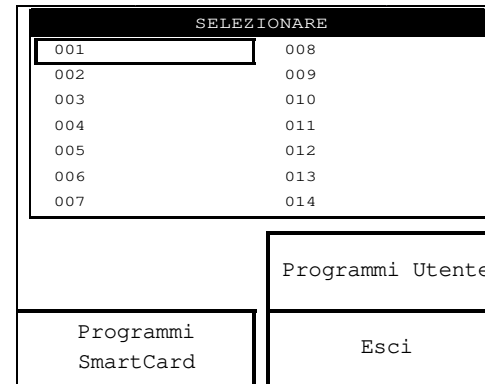 SELEZIONARE
001 008
002 009
003 010
004 011
005 012
006 013
007 014
Programmi Utente
Programmi
SmartCard
Esci